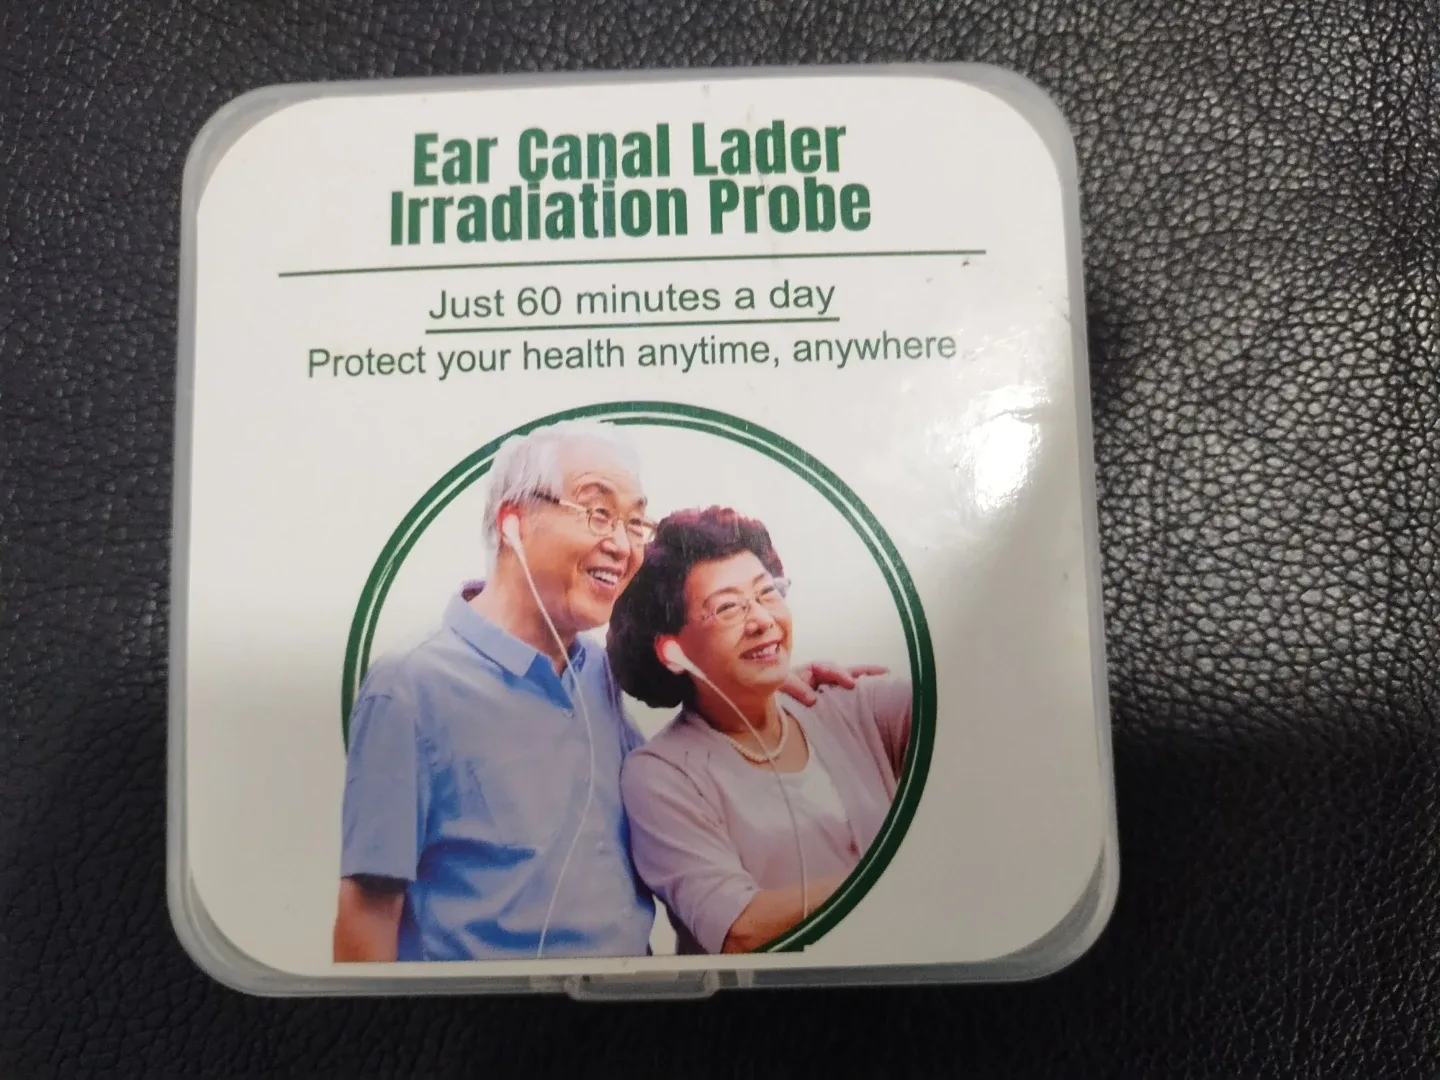 Ear Canal Lader
Irradiation Probe
Just 60 minutes a day
Protect your health anytime, anywhere